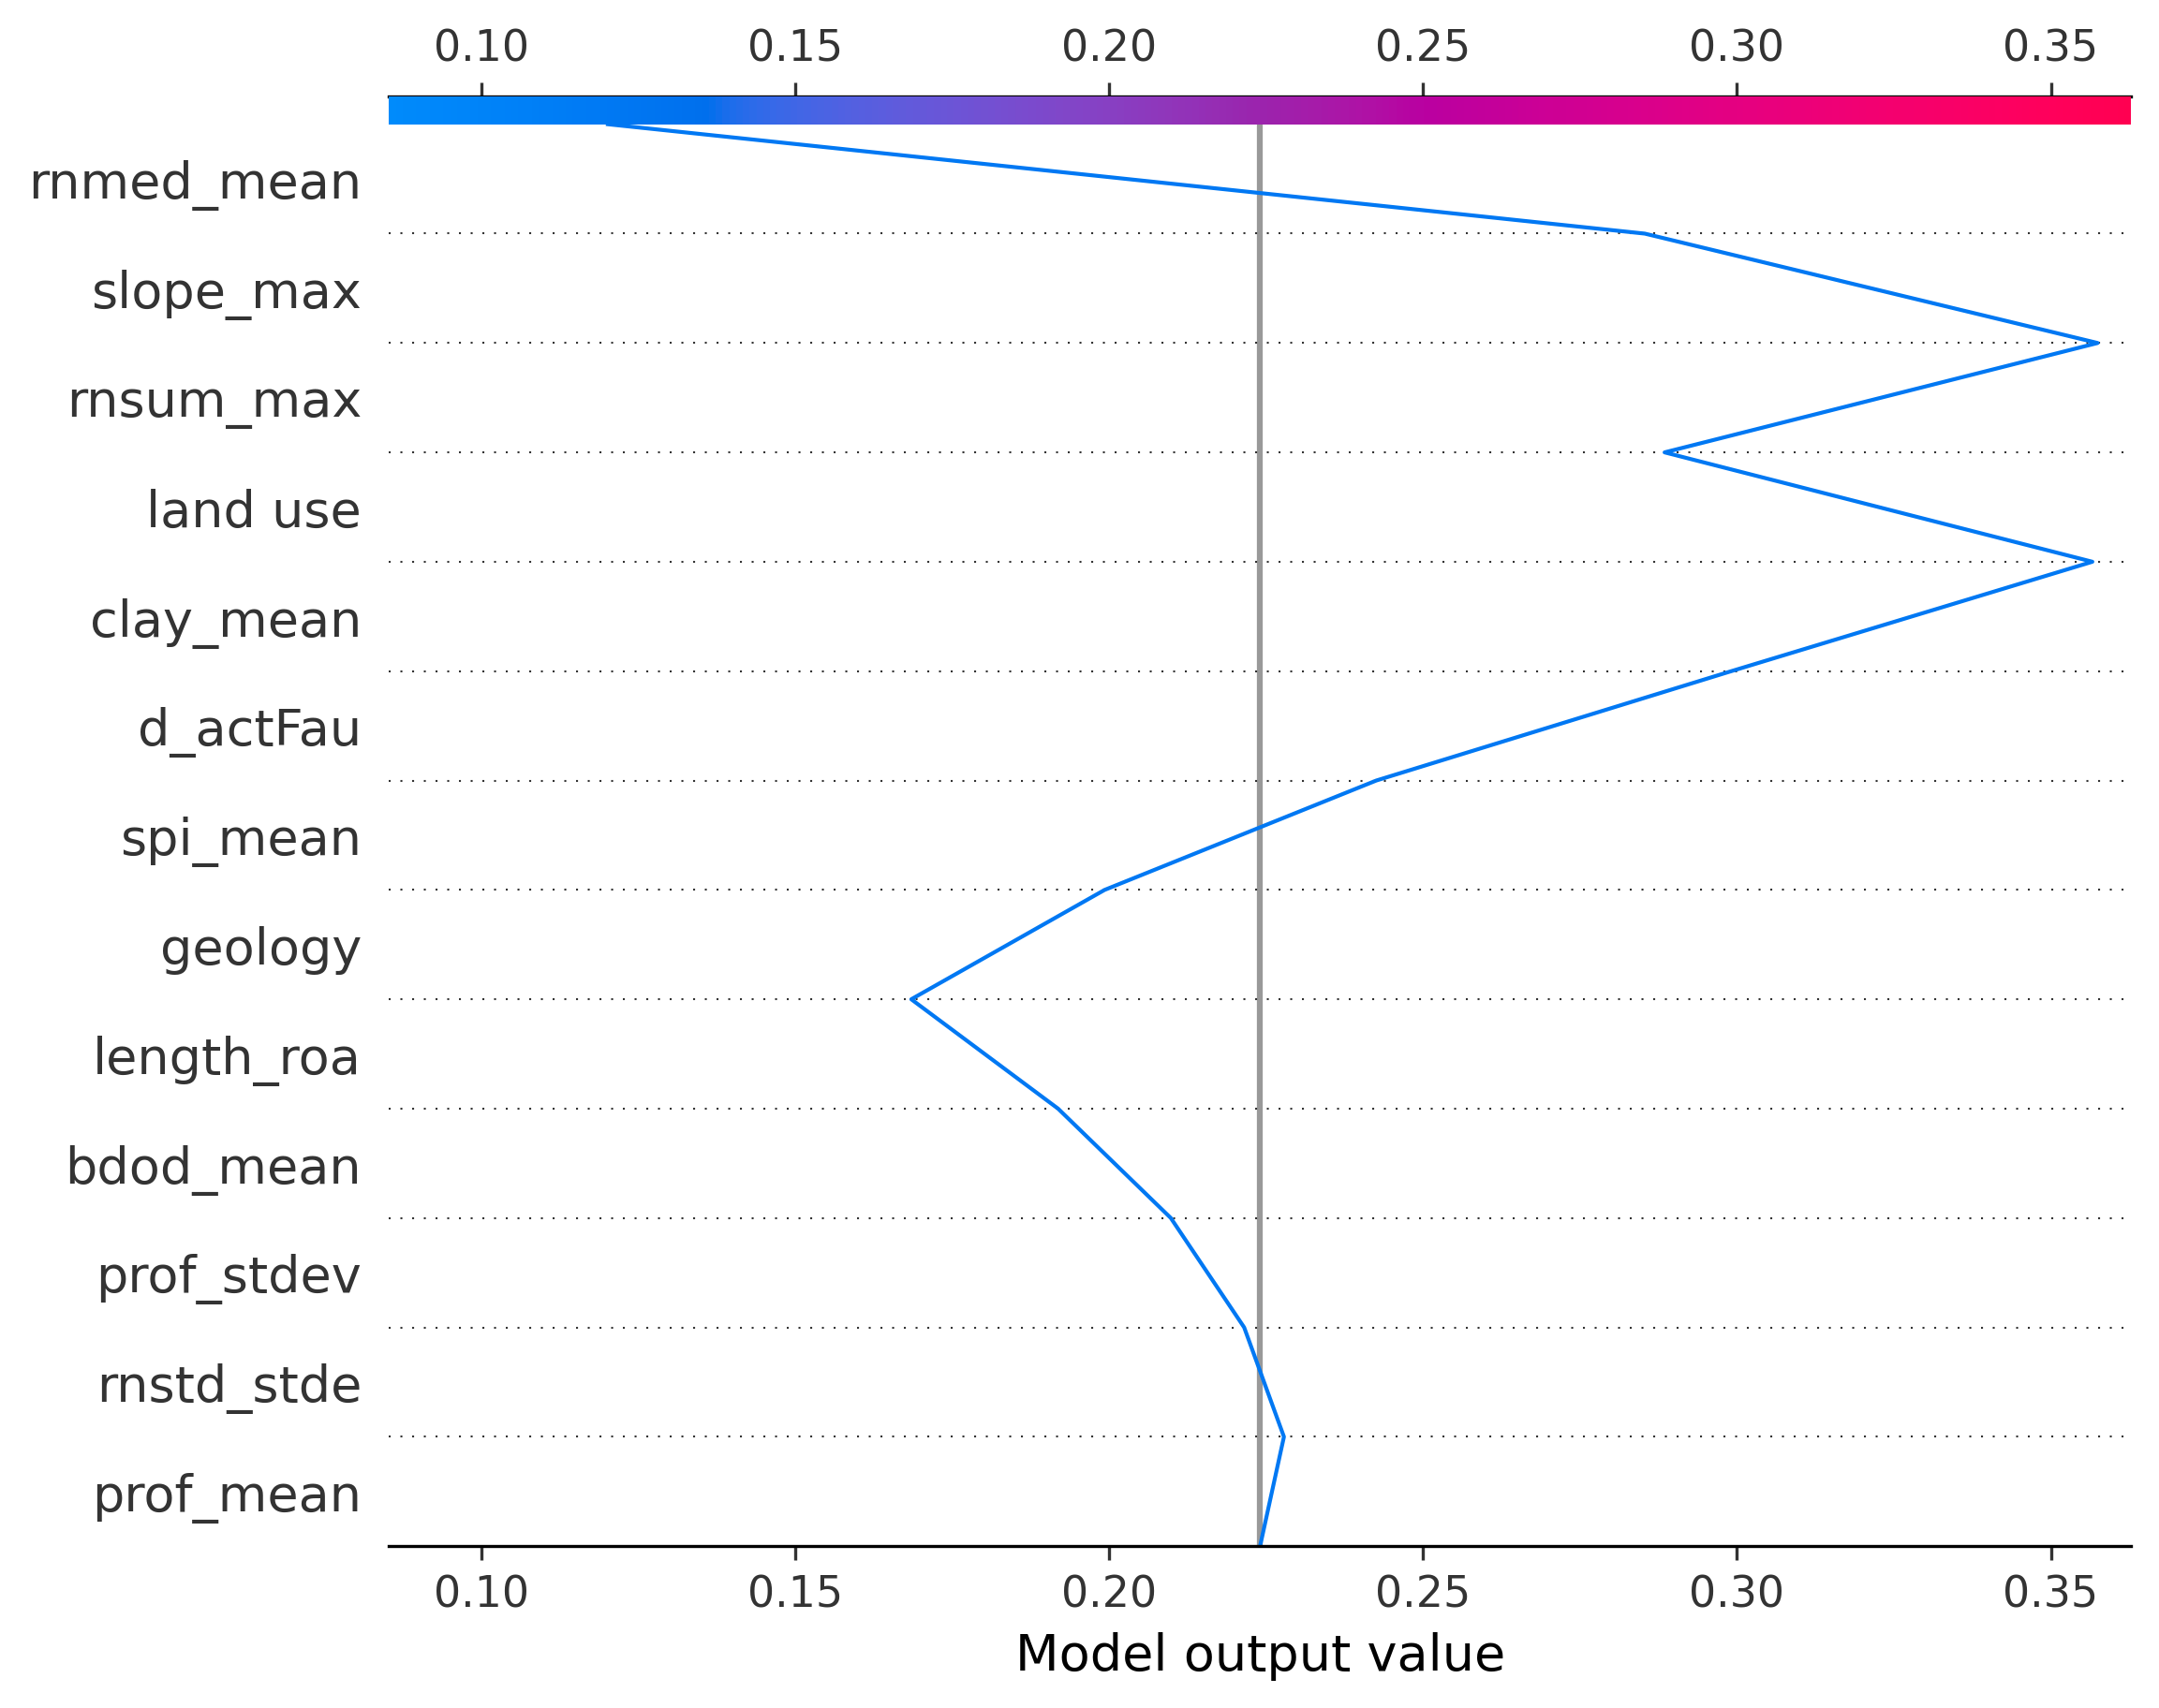 0.10 0.15 0.20 0.25 0.30 0.35
rnmed_mean
slope_max
rnsum_max
land use
clay_mean
d_actFau
spi_mean
geology
length_roa
bdod_mean
prof_stdev
rnstd_stde
prof_mean
0.10 0.15 0.20 0.25 0.30 0.35
Model output value